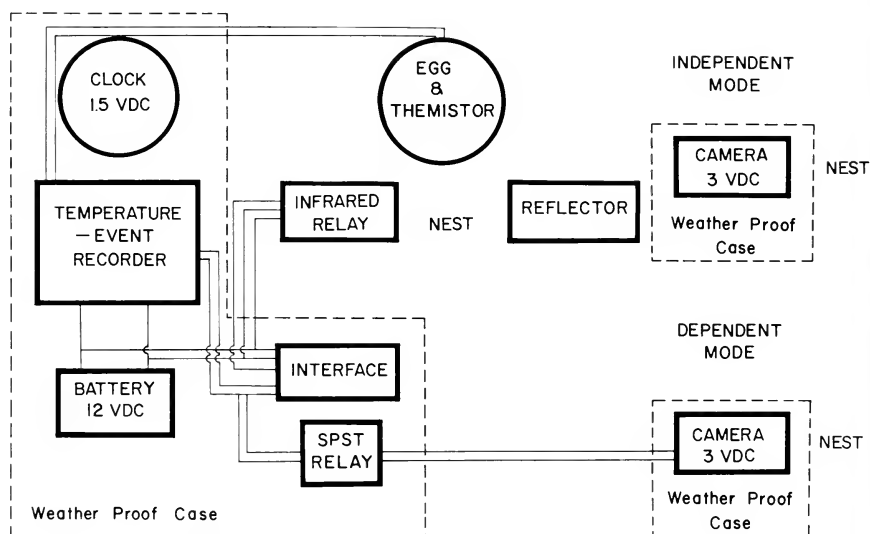 CLOCK
1.5 VDC
EGG
&
THEMISTOR
INDEPENDENT
MODE
CAMERA
3 VDC
NEST
Weather Proof
Case
TEMPERATURE
—EVENT
RECORDER
INFRARED
RELAY
NEST
REFLECTOR
DEPENDENT
MODE
BATTERY
12 VDC
INTERFACE
SPST
RELAY
CAMERA
3 VDC
NEST
Weather Proof
Case
Weather Proof Case